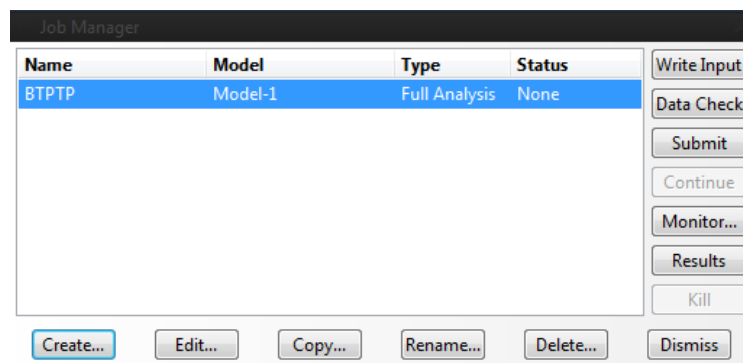 Job Manager
Name Model Type Status
BTPTP Model-1 Full Analysis None
Write Input
Data Check
Submit
Continue
Monitor...
Results
Kill
Create... Edit... Copy... Rename... Delete... Dismiss